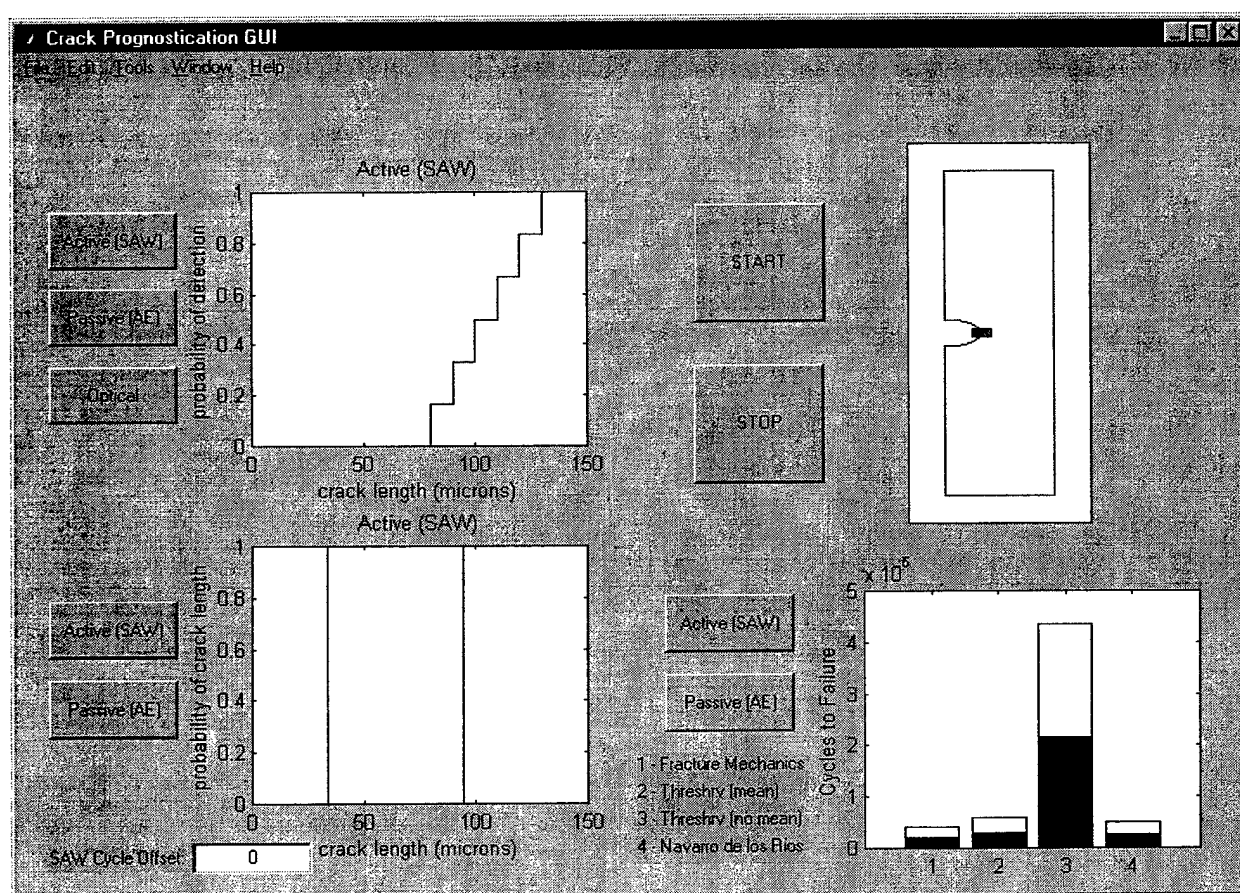 Crack Prognostication GUI
File Edit Tools Window Help
Active (SAW)
Active (SAW)
Passive (AE)
Optical
probability of detection
1
0.8
0.6
0.4
0.2
0
0
50
100
150
crack length (microns)
START
STOP
Active (SAW)
Active (SAW)
Passive (AE)
probability of crack length
1
0.8
0.6
0.4
0.2
0
0
50
100
150
crack length (microns)
SAW Cycle Offset:
0
Active (SAW)
Passive (AE)
1 - Fracture Mechanics
2 - Threshrv (mean)
3 - Threshrv (no mean)
4 - Navarro de los Rios
Cycles to Failure
5
4
3
2
1
0
1
2
3
4